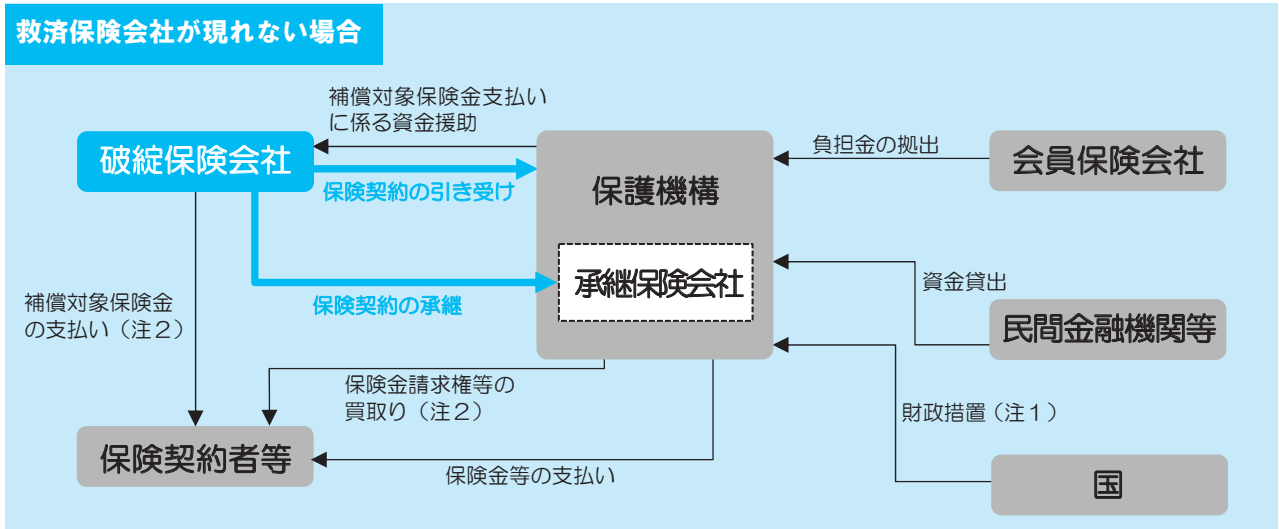 救済保険会社が現れない場合
補償対象保険金支払い
に係る資金援助
破綻保険会社
保険契約の引き受け
保護機構
負担金の拠出
会員保険会社
承継保険会社
保険契約の承継
資金貸出
民間金融機関等
補償対象保険金
の支払い（注２）
保険金請求権等の
買取り（注２）
財政措置（注１）
保険契約者等
保険金等の支払い
国